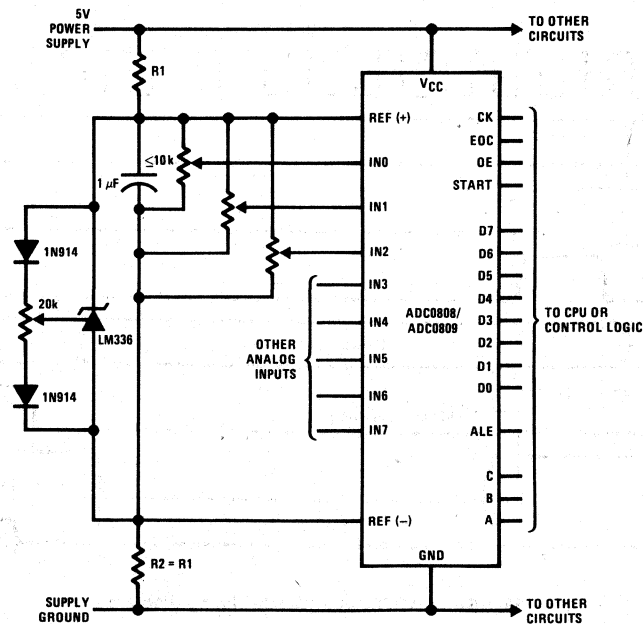 5V
POWER
SUPPLY
TO OTHER
CIRCUITS
R1
VCC
REF (+)
CK
EOC
≤10k
IN0
OE
1 μF
START
IN1
D7
1N914
IN2
D6
IN3
D5
20k
ADC0808/
ADC0809
D4
IN4
D3
TO CPU OR
CONTROL LOGIC
LM336
OTHER
ANALOG
INPUTS
D2
IN5
D1
1N914
IN6
D0
IN7
ALE
C
B
REF (−)
A
GND
R2 = R1
SUPPLY
GROUND
TO OTHER
CIRCUITS